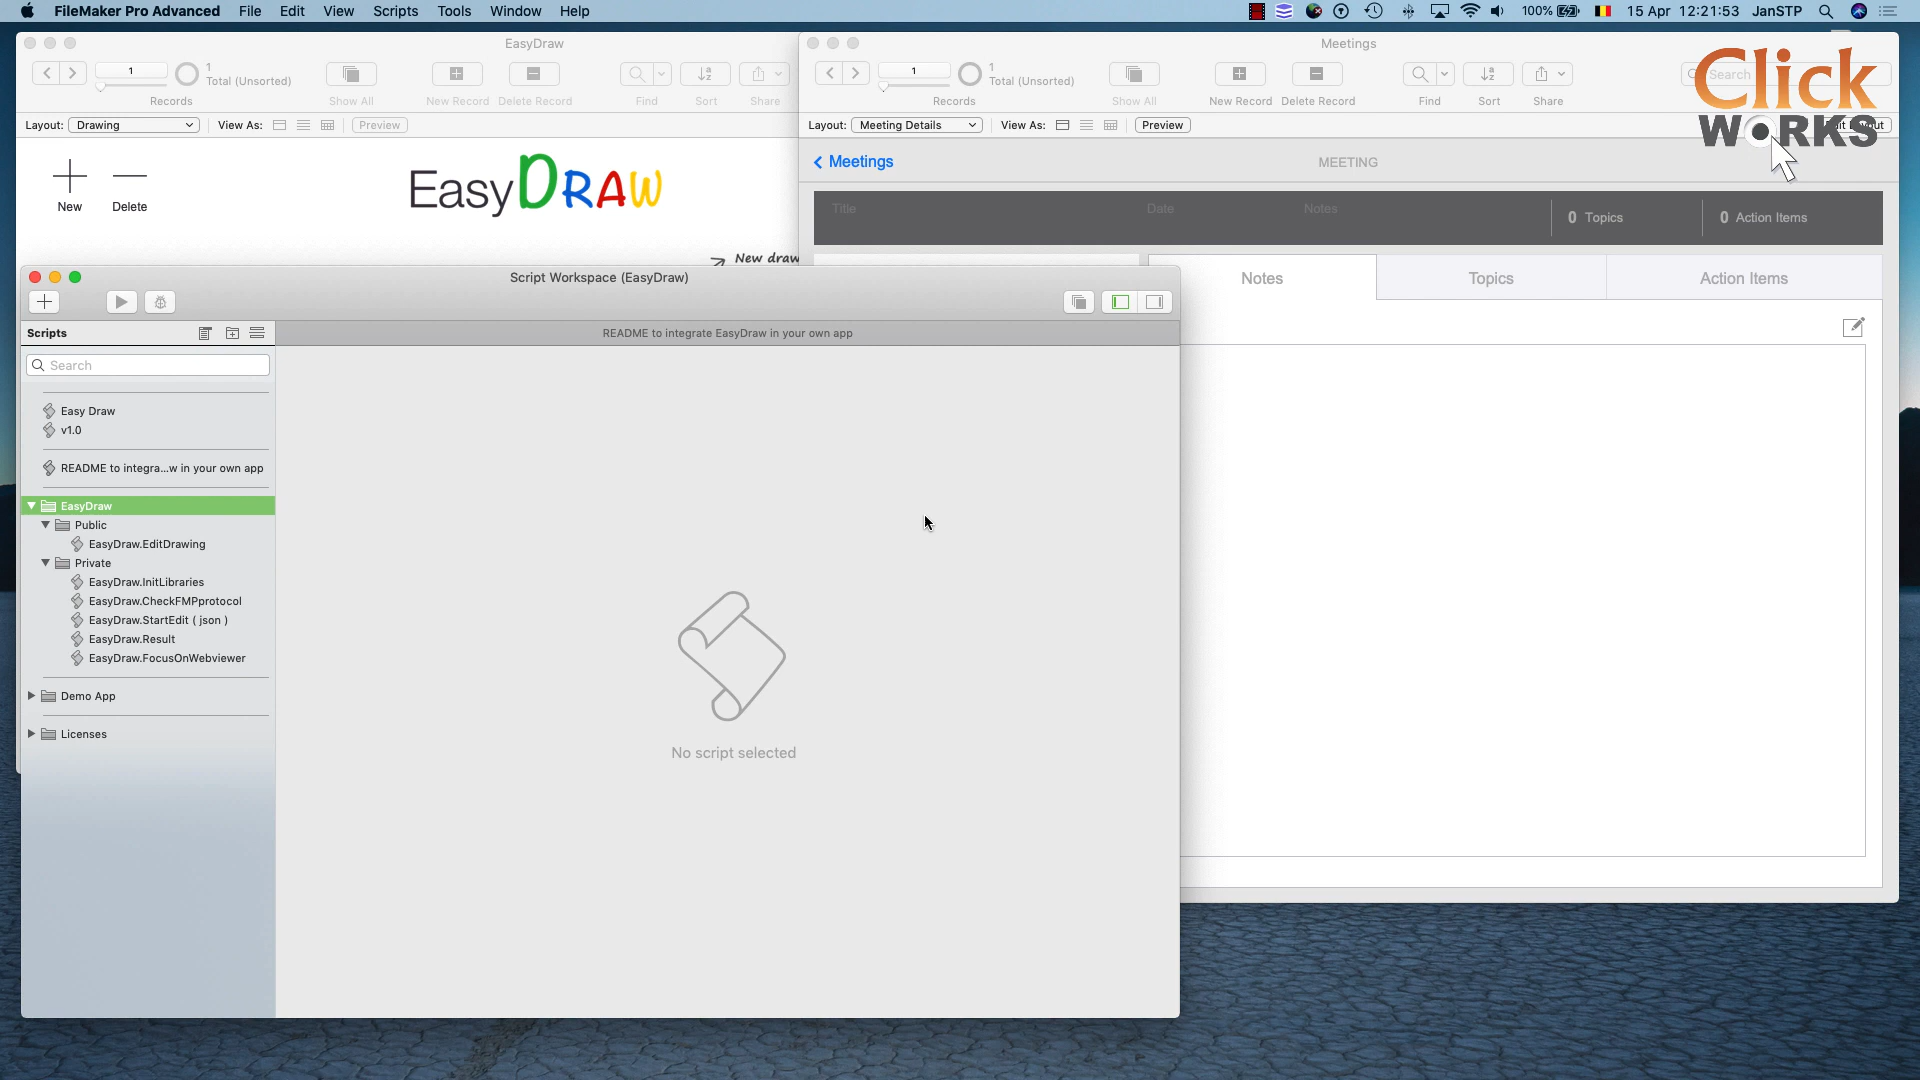 FileMaker Pro Advanced File Edit View Scripts Tools Window Help
100% 15 Apr 12:21:53 JanSTP
EasyDraw
1
1
Total (Unsorted)
Records
Show All
New Record
Delete Record
Find
Sort
Share
Layout: Drawing
View As:
Preview
New
Delete
EasyDRAW
New draw
Meetings
1
1
Total (Unsorted)
Records
Show All
New Record
Delete Record
Find
Sort
Share
Search
Click
WORKS
Layout: Meeting Details
View As:
Preview
Meetings
MEETING
Title
Date
Notes
0 Topics
0 Action Items
Notes
Topics
Action Items
Script Workspace (EasyDraw)
Scripts
README to integrate EasyDraw in your own app
Search
Easy Draw
v1.0
README to integra...w in your own app
EasyDraw
Public
EasyDraw.EditDrawing
Private
EasyDraw.InitLibraries
EasyDraw.CheckFMPprotocol
EasyDraw.StartEdit ( json )
EasyDraw.Result
EasyDraw.FocusOnWebviewer
Demo App
Licenses
No script selected